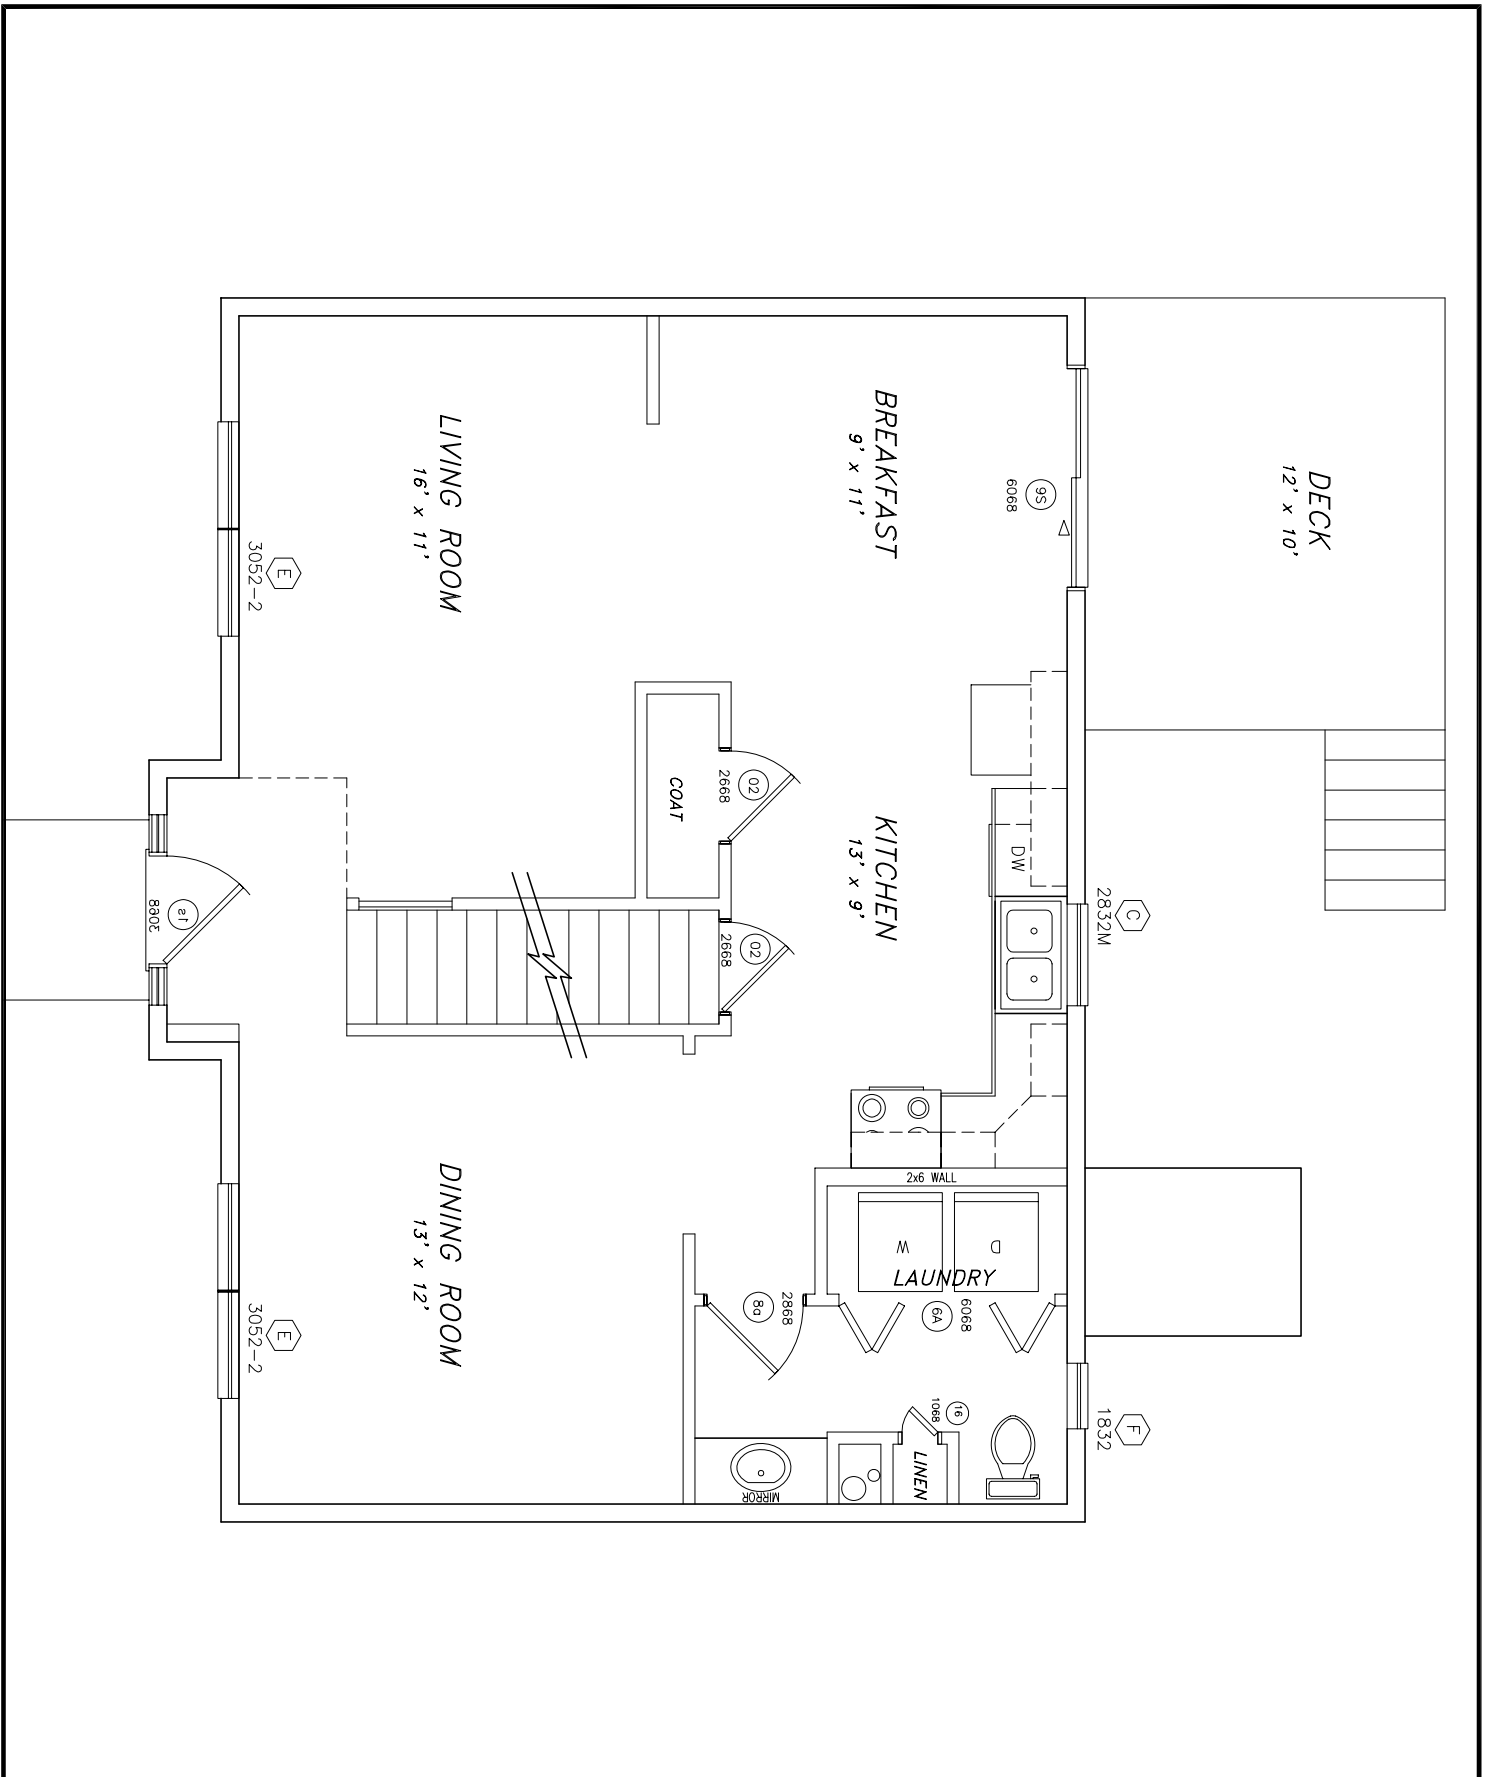 DECK
12' x 10'
BREAKFAST
9' x 11'
9S
6068
LIVING ROOM
16' x 11'
E
3052-2
COAT
02
2668
02
2668
KITCHEN
13' x 9'
DW
C
2832M
3068
2x6 WALL
W
D
LAUNDRY
6A
6068
8a
2868
16
1068
LINEN
MIRROR
F
1832
DINING ROOM
13' x 12'
E
3052-2